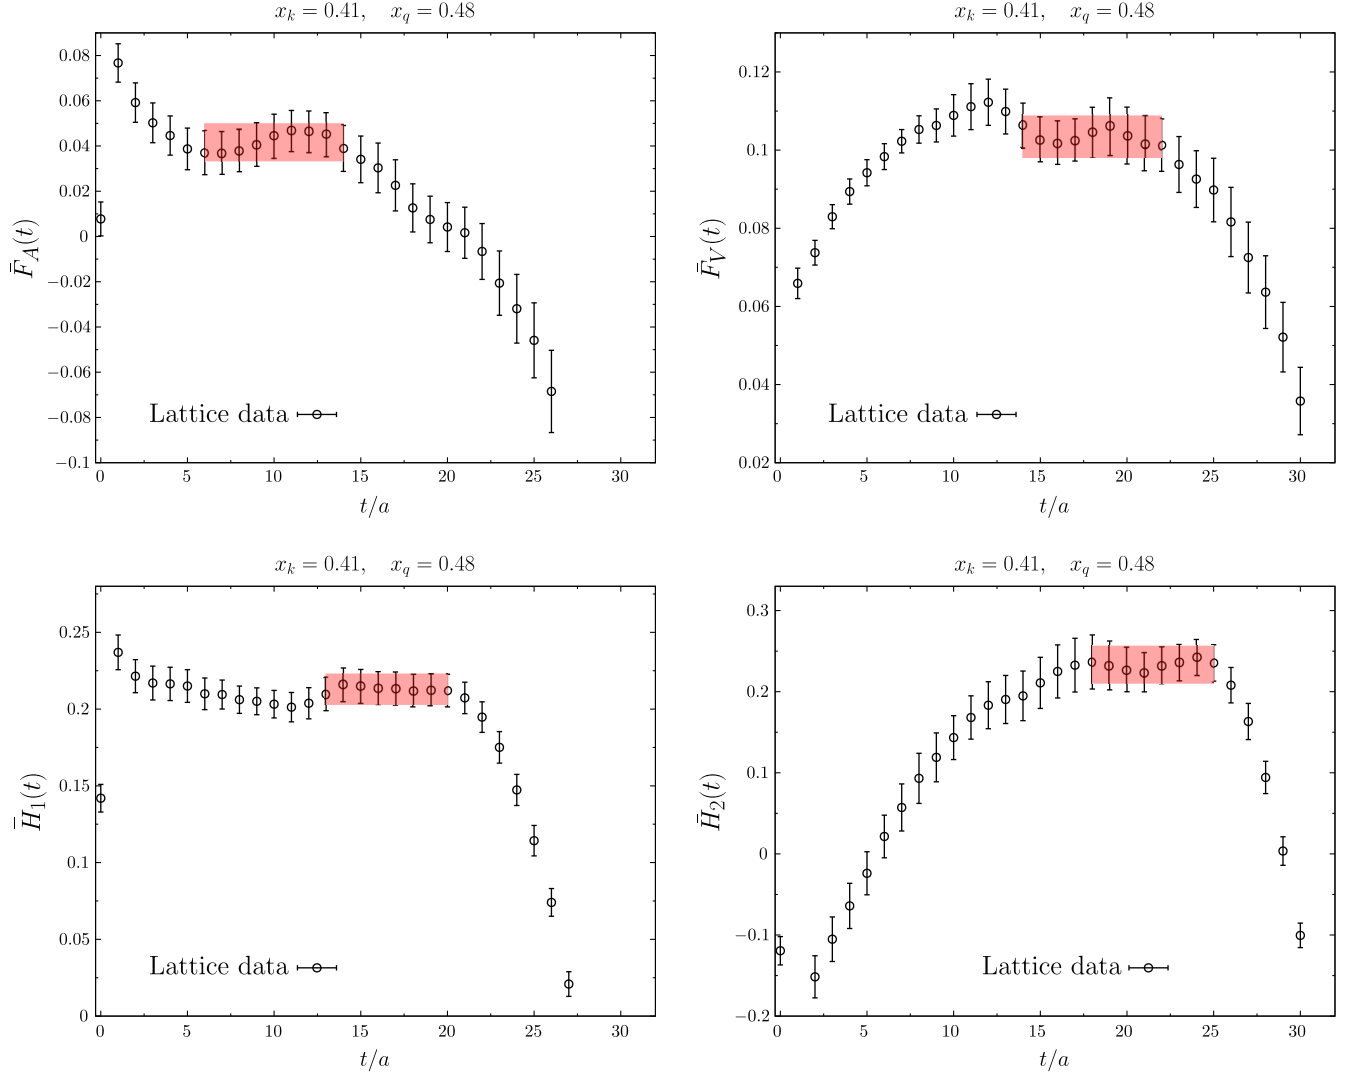 x_k = 0.41, x_q = 0.48
F̄_A(t)
0.08
0.06
0.04
0.02
0
−0.02
−0.04
−0.06
−0.08
−0.1
Lattice data
0 5 10 15 20 25 30
t/a
x_k = 0.41, x_q = 0.48
F̄_V(t)
0.12
0.1
0.08
0.06
0.04
0.02
Lattice data
0 5 10 15 20 25 30
t/a
x_k = 0.41, x_q = 0.48
H̄_1(t)
0.25
0.2
0.15
0.1
0.05
0
Lattice data
0 5 10 15 20 25 30
t/a
x_k = 0.41, x_q = 0.48
H̄_2(t)
0.3
0.2
0.1
0
−0.1
−0.2
Lattice data
0 5 10 15 20 25 30
t/a